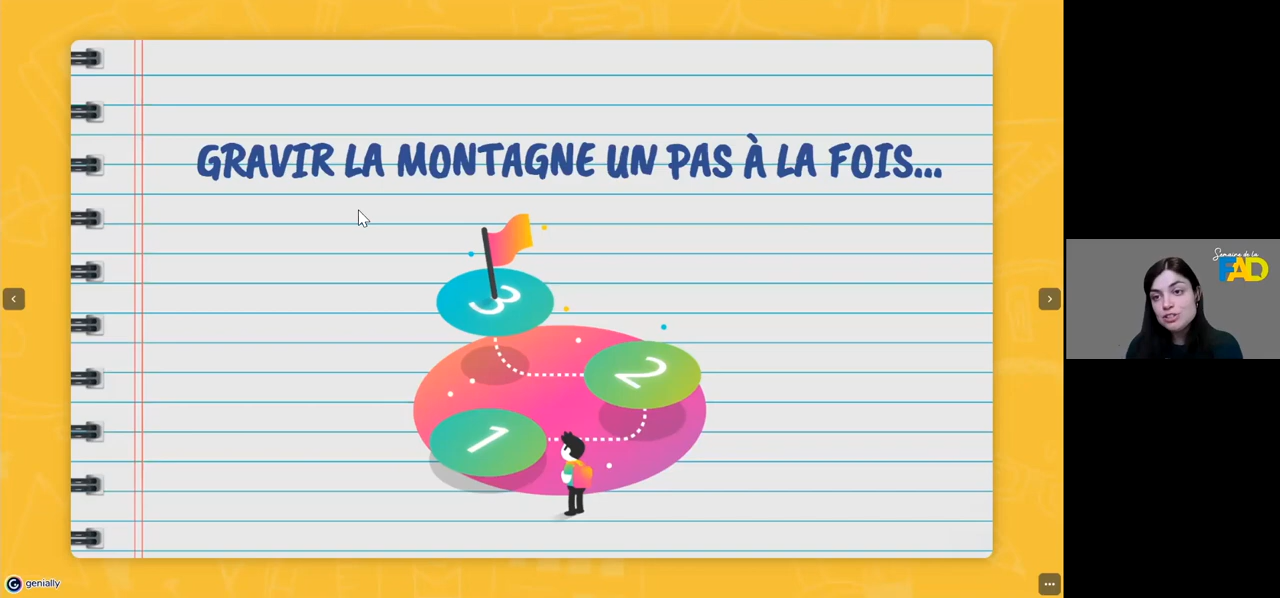 GRAVIR LA MONTAGNE UN PAS À LA FOIS...
3
2
1
Semaine de la
FAD
genially